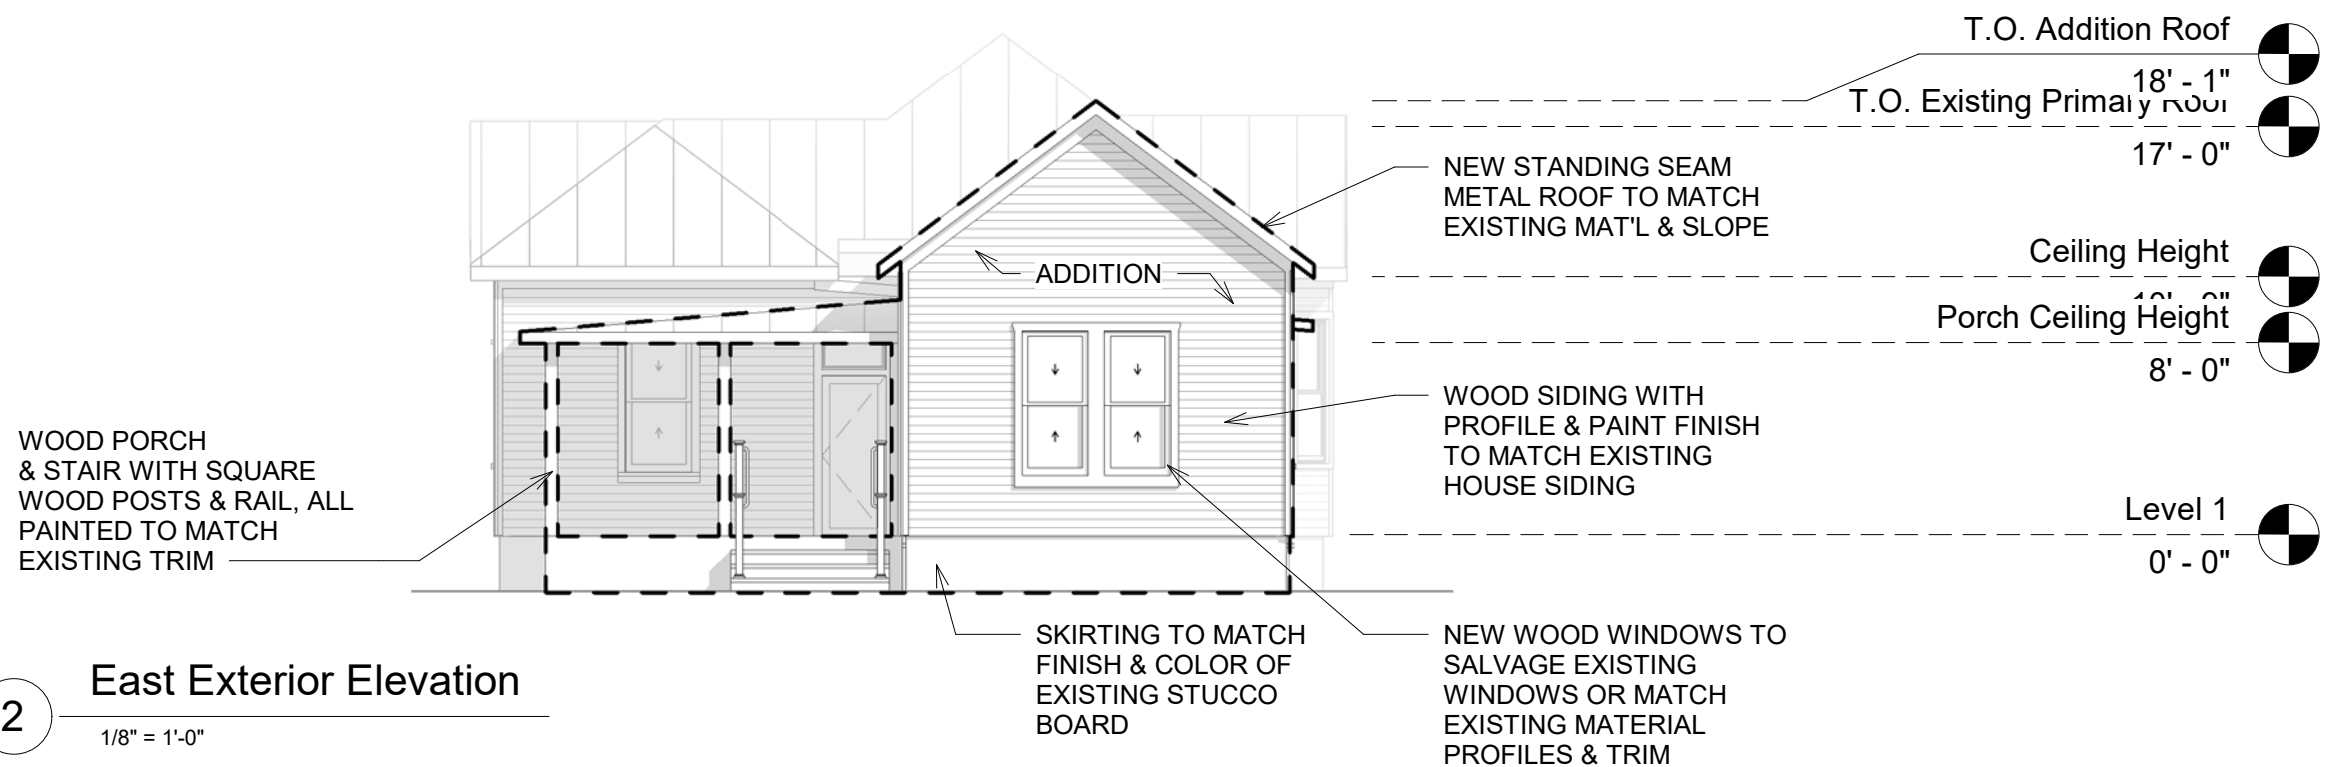 T.O. Addition Roof
18' - 1"
T.O. Existing Primary Roof
17' - 0"
NEW STANDING SEAM
METAL ROOF TO MATCH
EXISTING MAT'L & SLOPE
Ceiling Height
ADDITION
Porch Ceiling Height
8' - 0"
WOOD SIDING WITH
PROFILE & PAINT FINISH
TO MATCH EXISTING
HOUSE SIDING
WOOD PORCH
& STAIR WITH SQUARE
WOOD POSTS & RAIL, ALL
PAINTED TO MATCH
EXISTING TRIM
Level 1
0' - 0"
SKIRTING TO MATCH
FINISH & COLOR OF
EXISTING STUCCO
BOARD
NEW WOOD WINDOWS TO
SALVAGE EXISTING
WINDOWS OR MATCH
EXISTING MATERIAL
PROFILES & TRIM
2
East Exterior Elevation
1/8" = 1'-0"